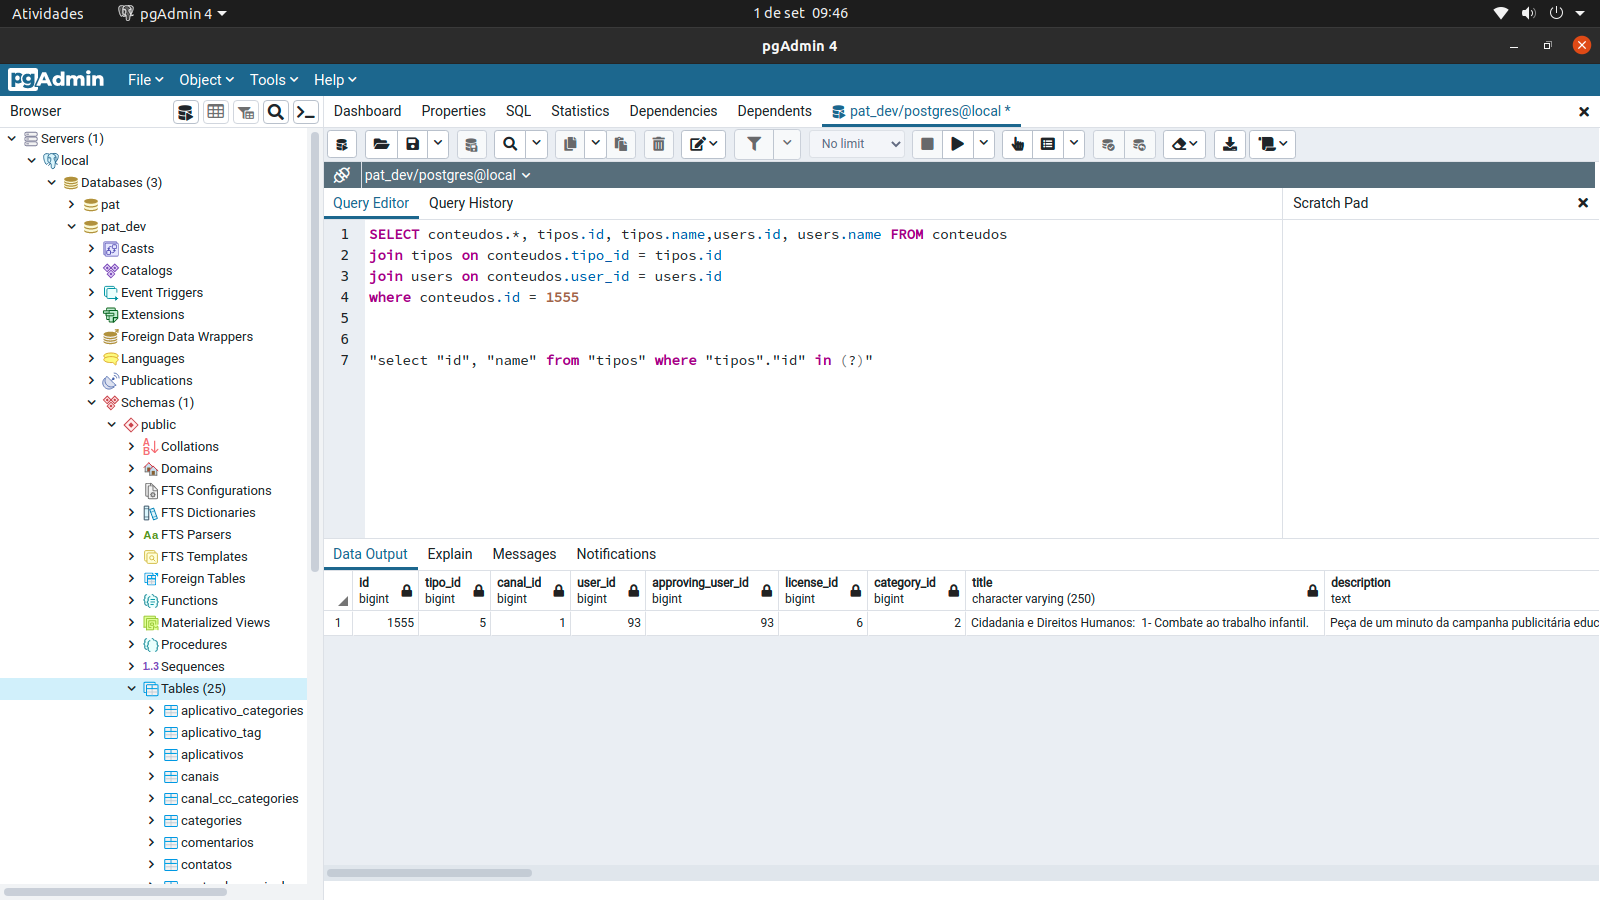 Atividades
pgAdmin 4
1 de set 09:46
pgAdmin 4
pgAdmin
File
Object
Tools
Help
Browser
Dashboard
Properties
SQL
Statistics
Dependencies
Dependents
pat_dev/postgres@local *
Servers (1)
local
Databases (3)
pat
pat_dev
Casts
Catalogs
Event Triggers
Extensions
Foreign Data Wrappers
Languages
Publications
Schemas (1)
public
Collations
Domains
FTS Configurations
FTS Dictionaries
Aa FTS Parsers
FTS Templates
Foreign Tables
Functions
Materialized Views
Procedures
1..3 Sequences
Tables (25)
aplicativo_categories
aplicativo_tag
aplicativos
canais
canal_cc_categories
categories
comentarios
contatos
No limit
pat_dev/postgres@local
Query Editor
Query History
Scratch Pad
1 SELECT conteudos.*, tipos.id, tipos.name,users.id, users.name FROM conteudos
2 join tipos on conteudos.tipo_id = tipos.id
3 join users on conteudos.user_id = users.id
4 where conteudos.id = 1555
5
6
7 "select "id", "name" from "tipos" where "tipos"."id" in (?)"
Data Output
Explain
Messages
Notifications
id tipo_id canal_id user_id approving_user_id license_id category_id title description
bigint bigint bigint bigint bigint bigint bigint character varying (250) text
1 1555 5 1 93 93 6 2 Cidadania e Direitos Humanos: 1- Combate ao trabalho infantil. Peça de um minuto da campanha publicitária educ